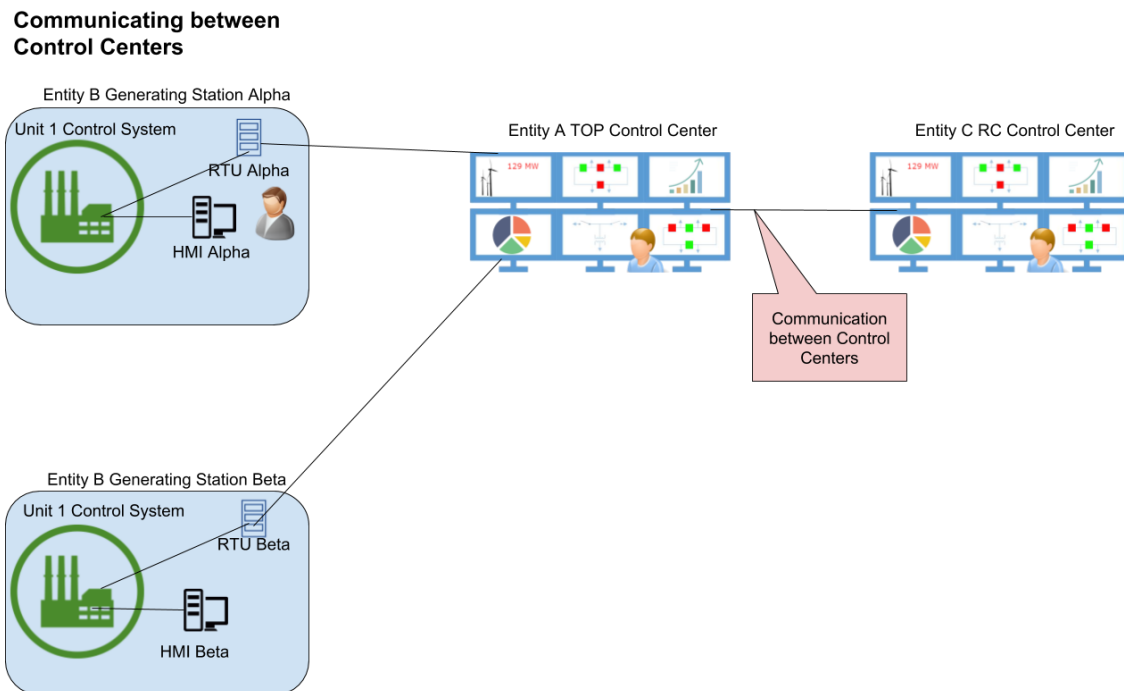 Communicating between
Control Centers
Entity B Generating Station Alpha
Unit 1 Control System
RTU Alpha
HMI Alpha
Entity A TOP Control Center
129 MW
Entity C RC Control Center
129 MW
Communication
between Control
Centers
Entity B Generating Station Beta
Unit 1 Control System
RTU Beta
HMI Beta